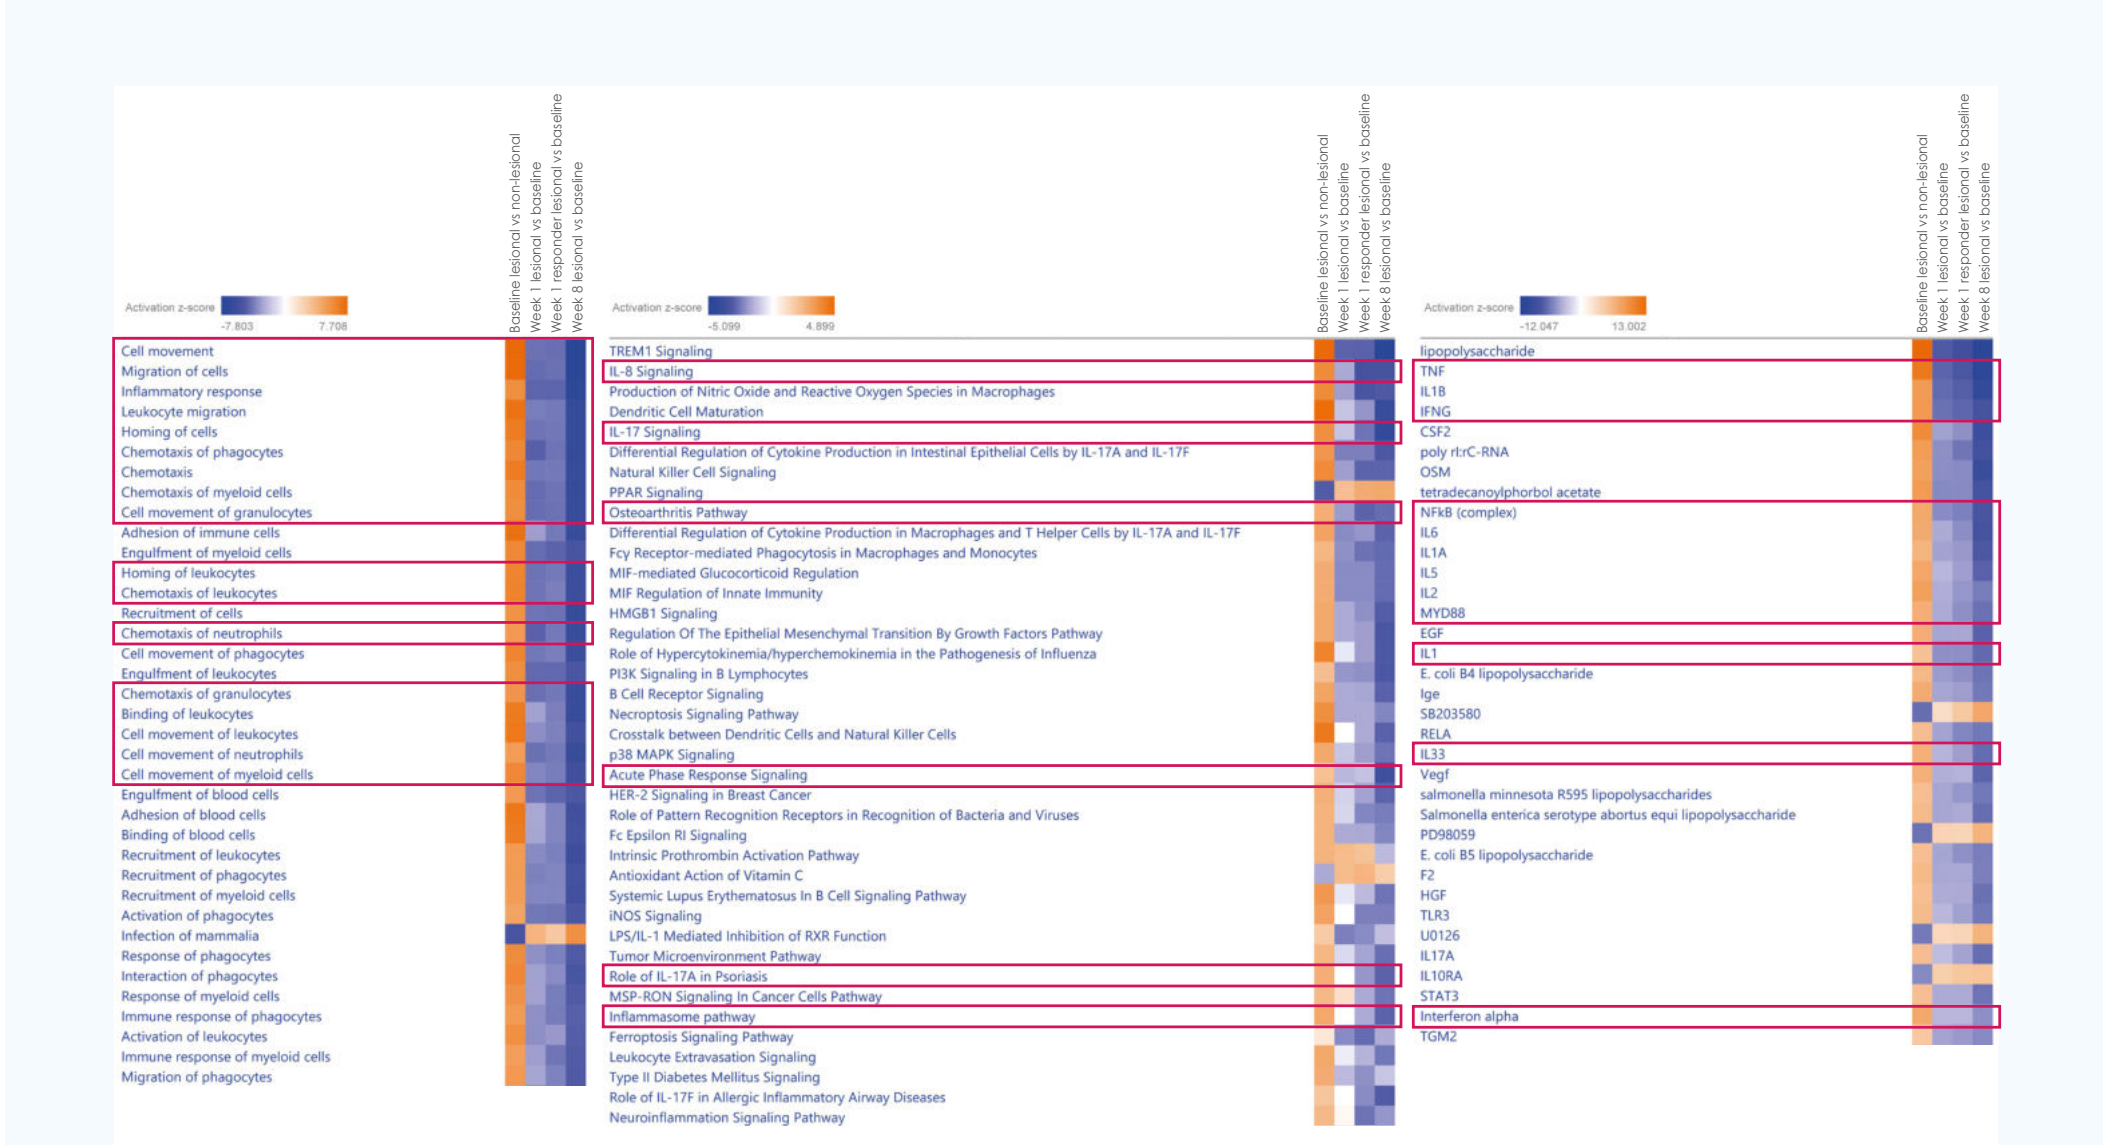 Baseline lesional vs non-lesional
Week 1 lesional vs baseline
Week 1 responder lesional vs baseline
Week 8 lesional vs baseline
Activation z-score
-7.803 7.708
Cell movement
Migration of cells
Inflammatory response
Leukocyte migration
Homing of cells
Chemotaxis of phagocytes
Chemotaxis
Chemotaxis of myeloid cells
Cell movement of granulocytes
Adhesion of immune cells
Engulfment of myeloid cells
Homing of leukocytes
Chemotaxis of leukocytes
Recruitment of cells
Chemotaxis of neutrophils
Cell movement of phagocytes
Engulfment of leukocytes
Chemotaxis of granulocytes
Binding of leukocytes
Cell movement of leukocytes
Cell movement of neutrophils
Cell movement of myeloid cells
Engulfment of blood cells
Adhesion of blood cells
Binding of blood cells
Recruitment of leukocytes
Recruitment of phagocytes
Recruitment of myeloid cells
Activation of phagocytes
Infection of mammalia
Response of phagocytes
Interaction of phagocytes
Response of myeloid cells
Immune response of phagocytes
Activation of leukocytes
Immune response of myeloid cells
Migration of phagocytes
Baseline lesional vs non-lesional
Week 1 lesional vs baseline
Week 1 responder lesional vs baseline
Week 8 lesional vs baseline
Activation z-score
-5.099 4.899
TREM1 Signaling
IL-8 Signaling
Production of Nitric Oxide and Reactive Oxygen Species in Macrophages
Dendritic Cell Maturation
IL-17 Signaling
Differential Regulation of Cytokine Production in Intestinal Epithelial Cells by IL-17A and IL-17F
Natural Killer Cell Signaling
PPAR Signaling
Osteoarthritis Pathway
Differential Regulation of Cytokine Production in Macrophages and T Helper Cells by IL-17A and IL-17F
Fcγ Receptor-mediated Phagocytosis in Macrophages and Monocytes
MIF-mediated Glucocorticoid Regulation
MIF Regulation of Innate Immunity
HMGB1 Signaling
Regulation Of The Epithelial Mesenchymal Transition By Growth Factors Pathway
Role of Hypercytokinemia/hyperchemokinemia in the Pathogenesis of Influenza
PI3K Signaling in B Lymphocytes
B Cell Receptor Signaling
Necroptosis Signaling Pathway
Crosstalk between Dendritic Cells and Natural Killer Cells
p38 MAPK Signaling
Acute Phase Response Signaling
HER-2 Signaling in Breast Cancer
Role of Pattern Recognition Receptors in Recognition of Bacteria and Viruses
Fc Epsilon RI Signaling
Intrinsic Prothrombin Activation Pathway
Antioxidant Action of Vitamin C
Systemic Lupus Erythematosus In B Cell Signaling Pathway
iNOS Signaling
LPS/IL-1 Mediated Inhibition of RXR Function
Tumor Microenvironment Pathway
Role of IL-17A in Psoriasis
MSP-RON Signaling In Cancer Cells Pathway
Inflammasome pathway
Ferroptosis Signaling Pathway
Leukocyte Extravasation Signaling
Type II Diabetes Mellitus Signaling
Role of IL-17F in Allergic Inflammatory Airway Diseases
Neuroinflammation Signaling Pathway
Baseline lesional vs non-lesional
Week 1 lesional vs baseline
Week 1 responder lesional vs baseline
Week 8 lesional vs baseline
Activation z-score
-12.047 13.002
lipopolysaccharide
TNF
IL1B
IFNG
CSF2
poly rI:rC-RNA
OSM
tetradecanoylphorbol acetate
NFkB (complex)
IL6
IL1A
IL5
IL2
MYD88
EGF
IL1
E. coli B4 lipopolysaccharide
Ige
SB203580
RELA
IL33
Vegf
salmonella minnesota R595 lipopolysaccharides
Salmonella enterica serotype abortus equi lipopolysaccharide
PD98059
E. coli B5 lipopolysaccharide
F2
HGF
TLR3
U0126
IL17A
IL10RA
STAT3
Interferon alpha
TGM2